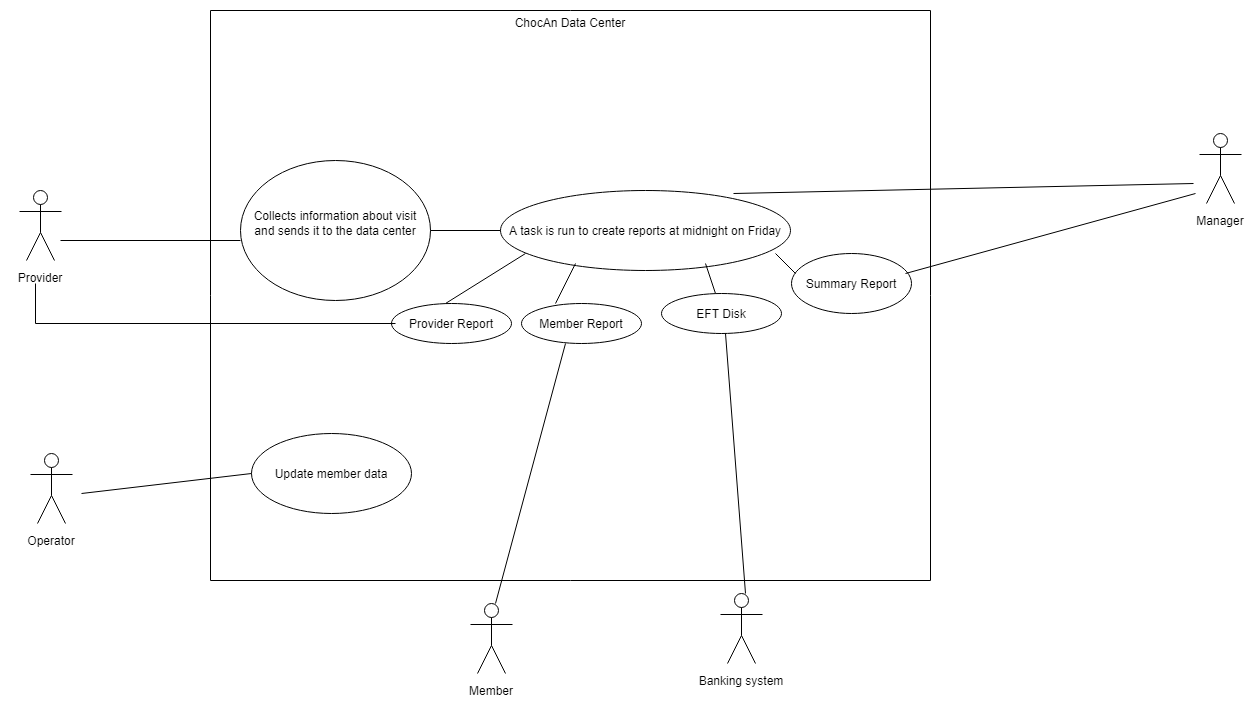 ChocAn Data Center
Collects information about visit
and sends it to the data center
A task is run to create reports at midnight on Friday
Manager
Provider
Summary Report
Provider Report
Member Report
EFT Disk
Update member data
Operator
Member
Banking system